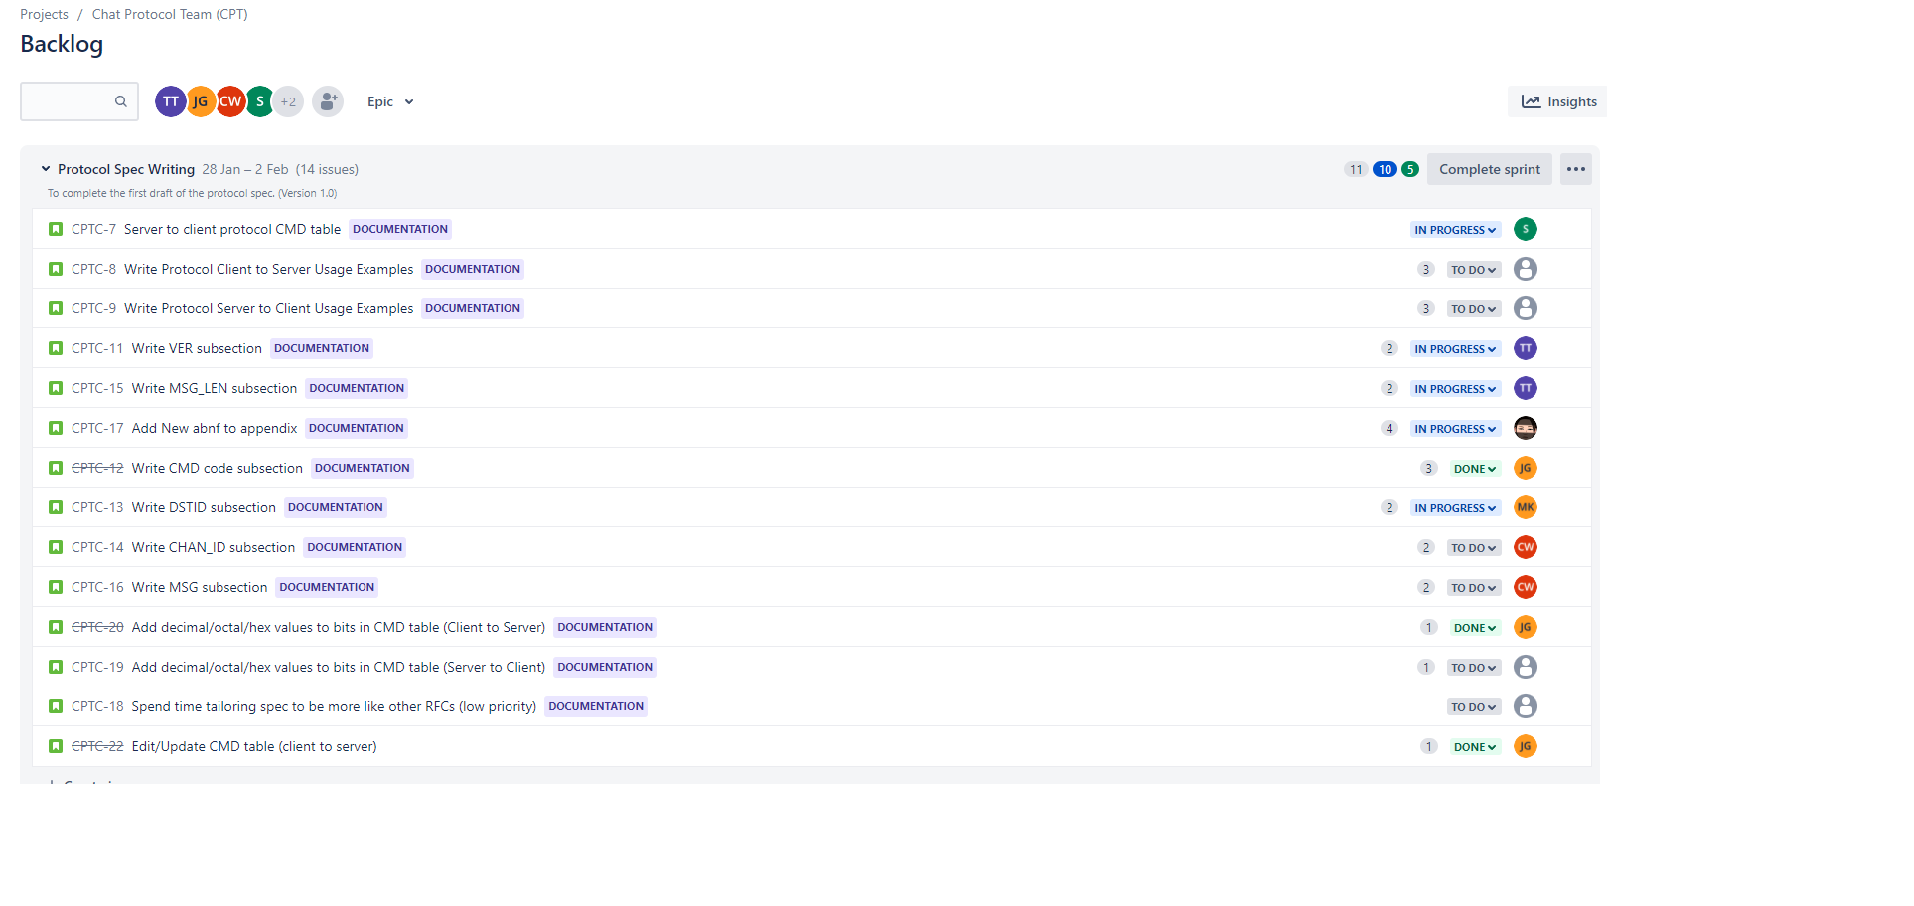 Projects / Chat Protocol Team (CPT)
Backlog
TT JG CW S +2 Epic Insights
Protocol Spec Writing 28 Jan – 2 Feb (14 issues) 11 10 5 Complete sprint
To complete the first draft of the protocol spec. (Version 1.0)
CPTC-7 Server to client protocol CMD table DOCUMENTATION IN PROGRESS S
CPTC-8 Write Protocol Client to Server Usage Examples DOCUMENTATION 3 TO DO
CPTC-9 Write Protocol Server to Client Usage Examples DOCUMENTATION 3 TO DO
CPTC-11 Write VER subsection DOCUMENTATION 2 IN PROGRESS TT
CPTC-15 Write MSG_LEN subsection DOCUMENTATION 2 IN PROGRESS TT
CPTC-17 Add New abnf to appendix DOCUMENTATION 4 IN PROGRESS
CPTC-12 Write CMD code subsection DOCUMENTATION 3 DONE JG
CPTC-13 Write DSTID subsection DOCUMENTATION 2 IN PROGRESS MK
CPTC-14 Write CHAN_ID subsection DOCUMENTATION 2 TO DO CW
CPTC-16 Write MSG subsection DOCUMENTATION 2 TO DO CW
CPTC-20 Add decimal/octal/hex values to bits in CMD table (Client to Server) DOCUMENTATION 1 DONE JG
CPTC-19 Add decimal/octal/hex values to bits in CMD table (Server to Client) DOCUMENTATION 1 TO DO
CPTC-18 Spend time tailoring spec to be more like other RFCs (low priority) DOCUMENTATION TO DO
CPTC-22 Edit/Update CMD table (client to server) 1 DONE JG